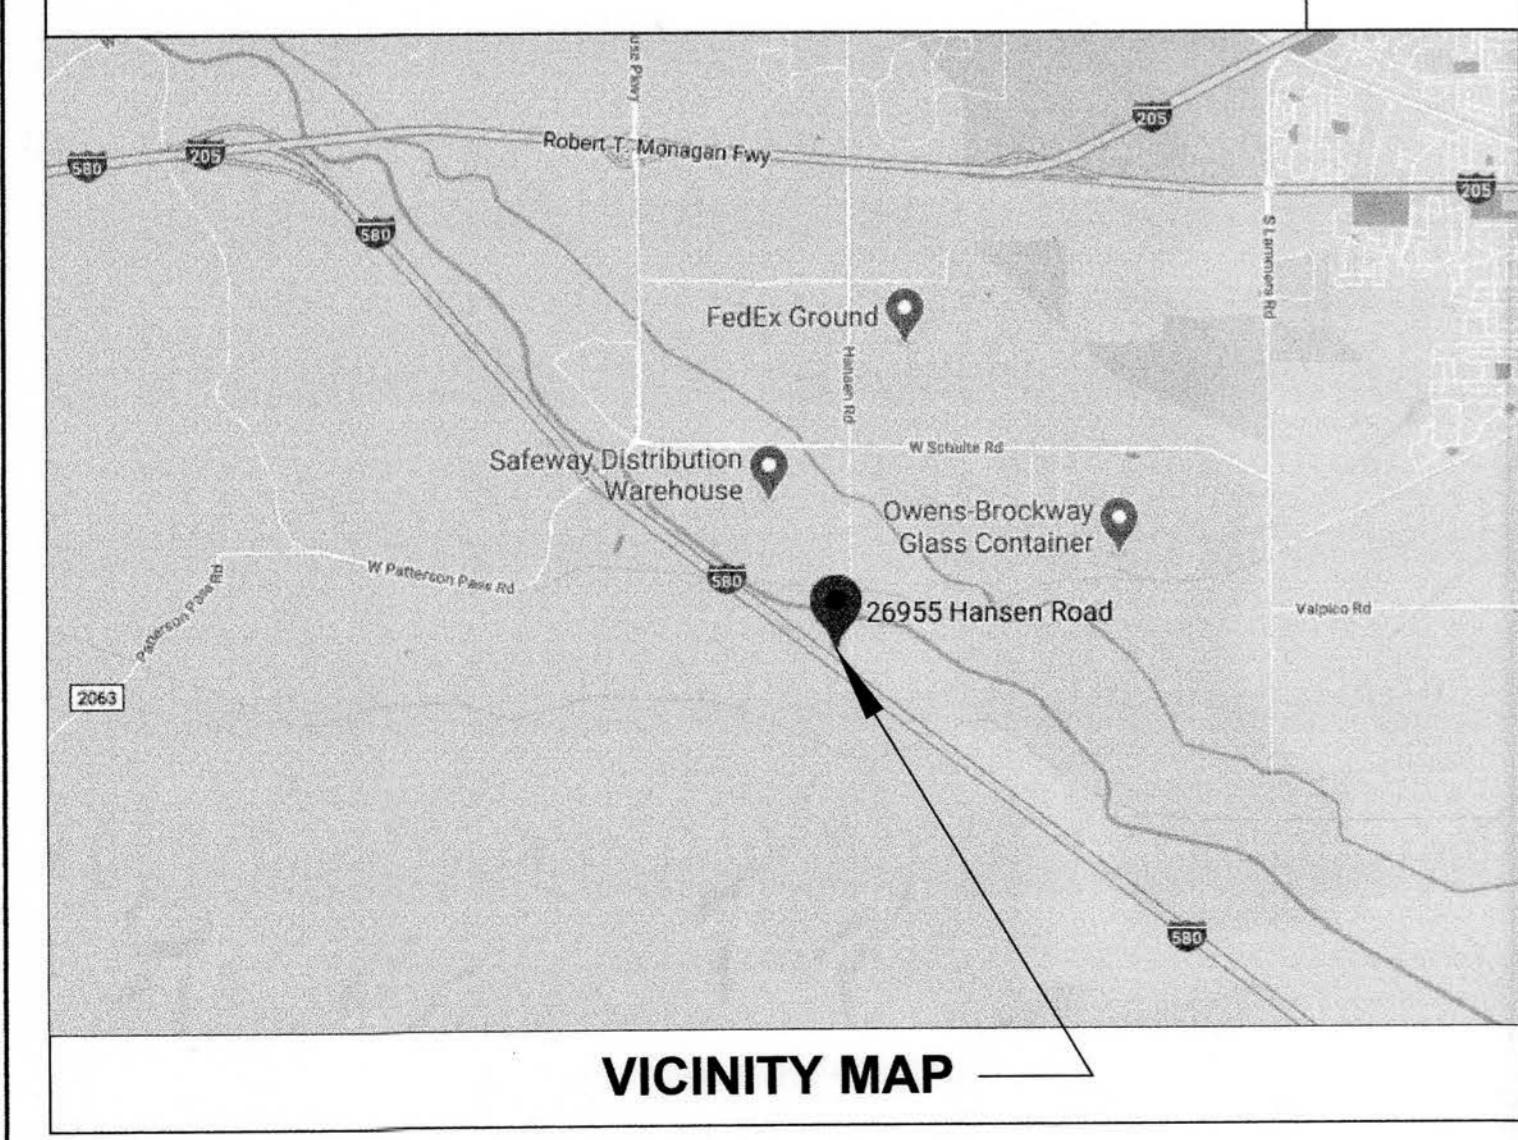 use Pkwy
205
Robert T. Monagan Fwy
580
205
205
580
S Lammers Rd
FedEx Ground
Hansen Rd
W Schulte Rd
Safeway Distribution
Warehouse
Owens-Brockway
Glass Container
W Patterson Pass Rd
580
Patterson Pass Rd
26955 Hansen Road
Valpico Rd
2063
580
VICINITY MAP